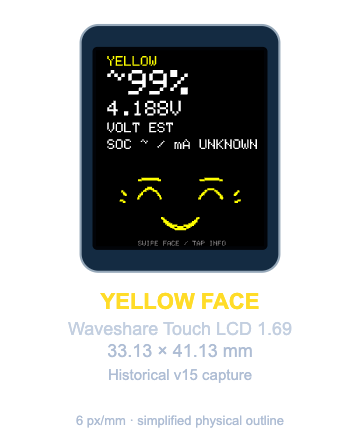 YELLOW
~99%
4.188V
VOLT EST
SOC ~ / mA UNKNOWN
SWIPE FACE / TAP INFO
YELLOW FACE
Waveshare Touch LCD 1.69
33.13 × 41.13 mm
Historical v15 capture
6 px/mm · simplified physical outline